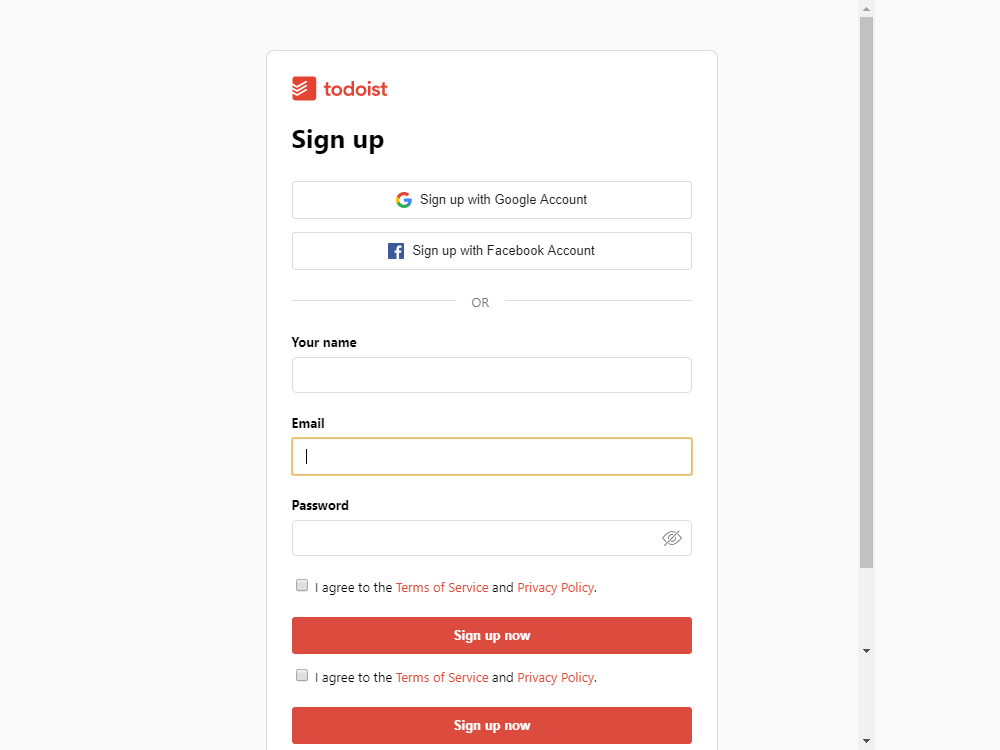 todoist
Sign up
Sign up with Google Account
Sign up with Facebook Account
OR
Your name
Email
Password
I agree to the Terms of Service and Privacy Policy.
Sign up now
I agree to the Terms of Service and Privacy Policy.
Sign up now